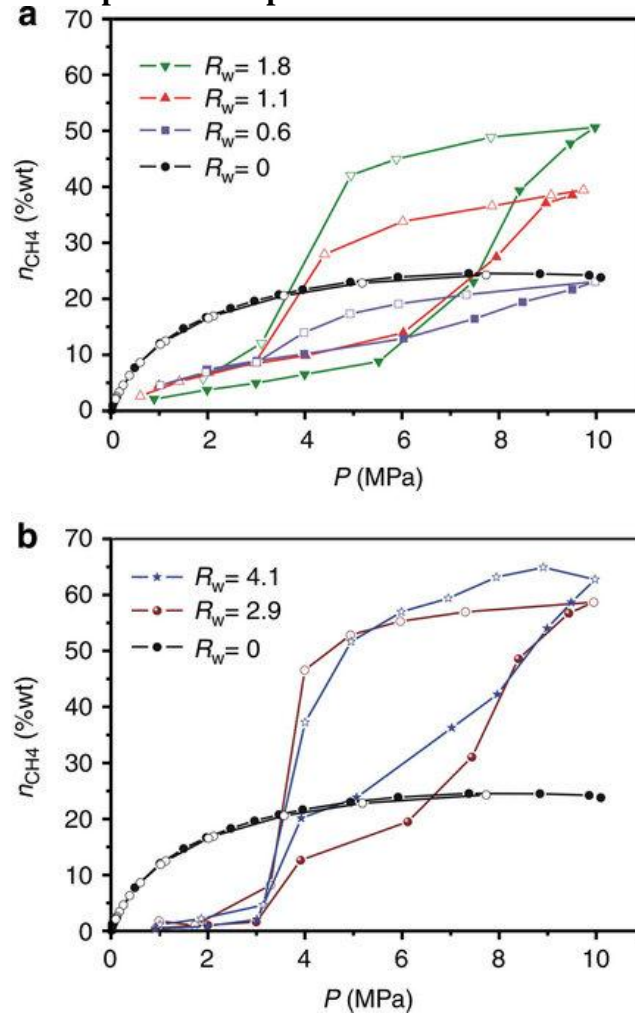 a
70
60
50
40
30
20
10
0
n_CH4 (%wt)
R_w= 1.8
R_w= 1.1
R_w= 0.6
R_w= 0
0 2 4 6 8 10
P (MPa)
b
70
60
50
40
30
20
10
0
n_CH4 (%wt)
R_w= 4.1
R_w= 2.9
R_w= 0
0 2 4 6 8 10
P (MPa)